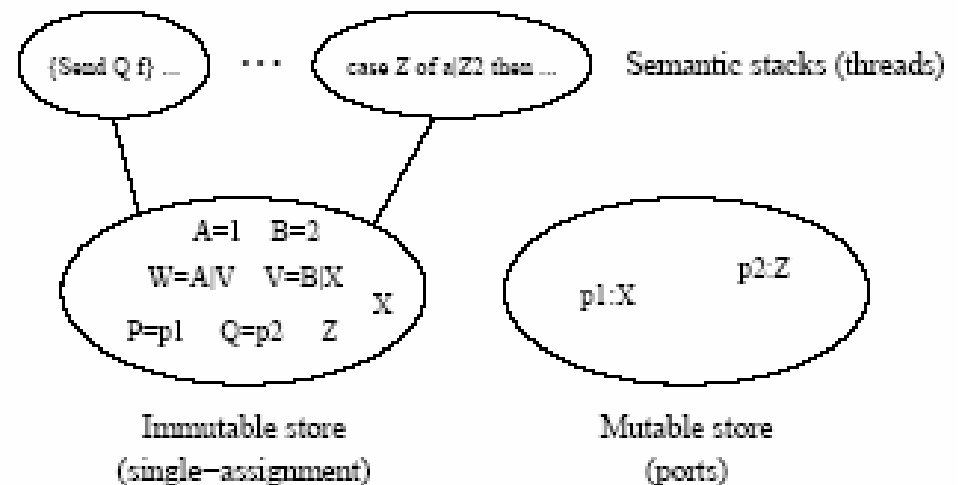 {Send Q f} ...
...
case Z of a|Z2 then ...
Semantic stacks (threads)
A=1 B=2
W=A|V V=B|X
X
P=p1 Q=p2 Z
p1:X
p2:Z
Immutable store
(single−assignment)
Mutable store
(ports)